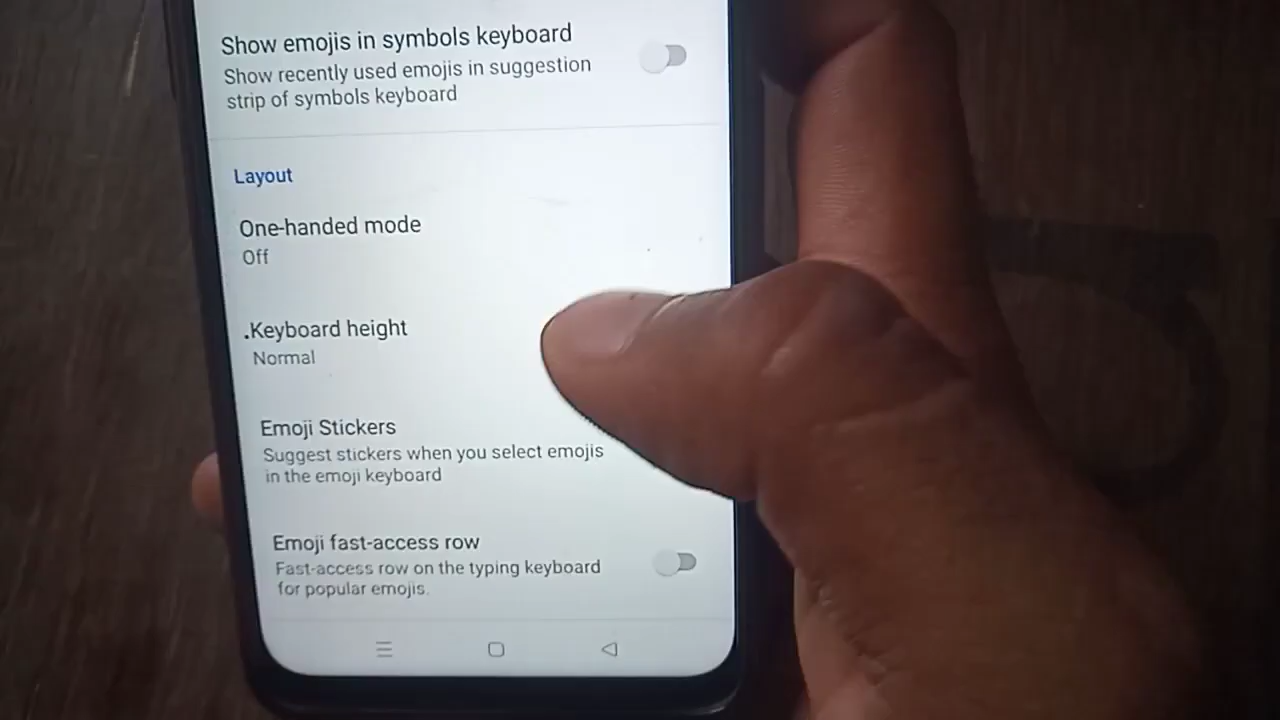 Show emojis in symbols keyboard
Show recently used emojis in suggestion
strip of symbols keyboard
Layout
One-handed mode
Off
.Keyboard height
Normal
Emoji Stickers
Suggest stickers when you select emojis
in the emoji keyboard
Emoji fast-access row
Fast-access row on the typing keyboard
for popular emojis.